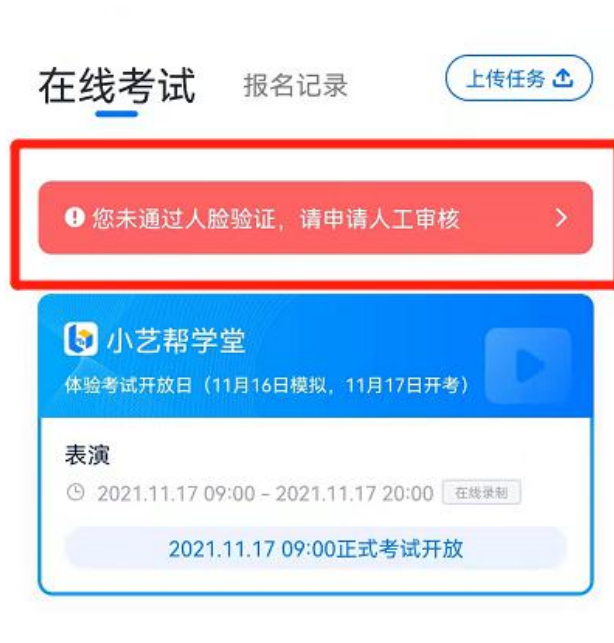 在线考试 报名记录 上传任务
您未通过人脸验证，请申请人工审核
小艺帮学堂
体验考试开放日（11月16日模拟，11月17日开考）
表演
2021.11.17 09:00 - 2021.11.17 20:00 在线录制
2021.11.17 09:00正式考试开放